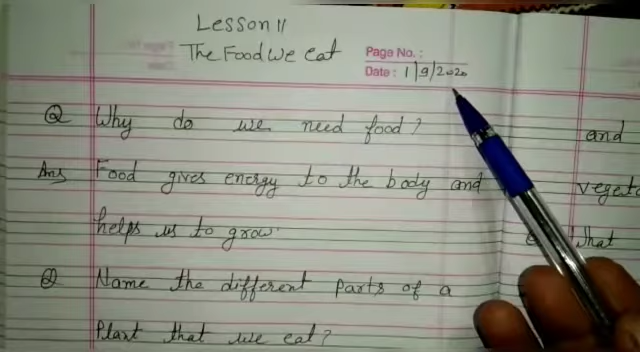 Lesson 11
The Food we eat
Page No. :
Date : 1/9/2020
Q Why do we need food?
Ans Food gives energy to the body and
helps us to grow.
Q Name the different parts of a
Plant that we eat?
and
What